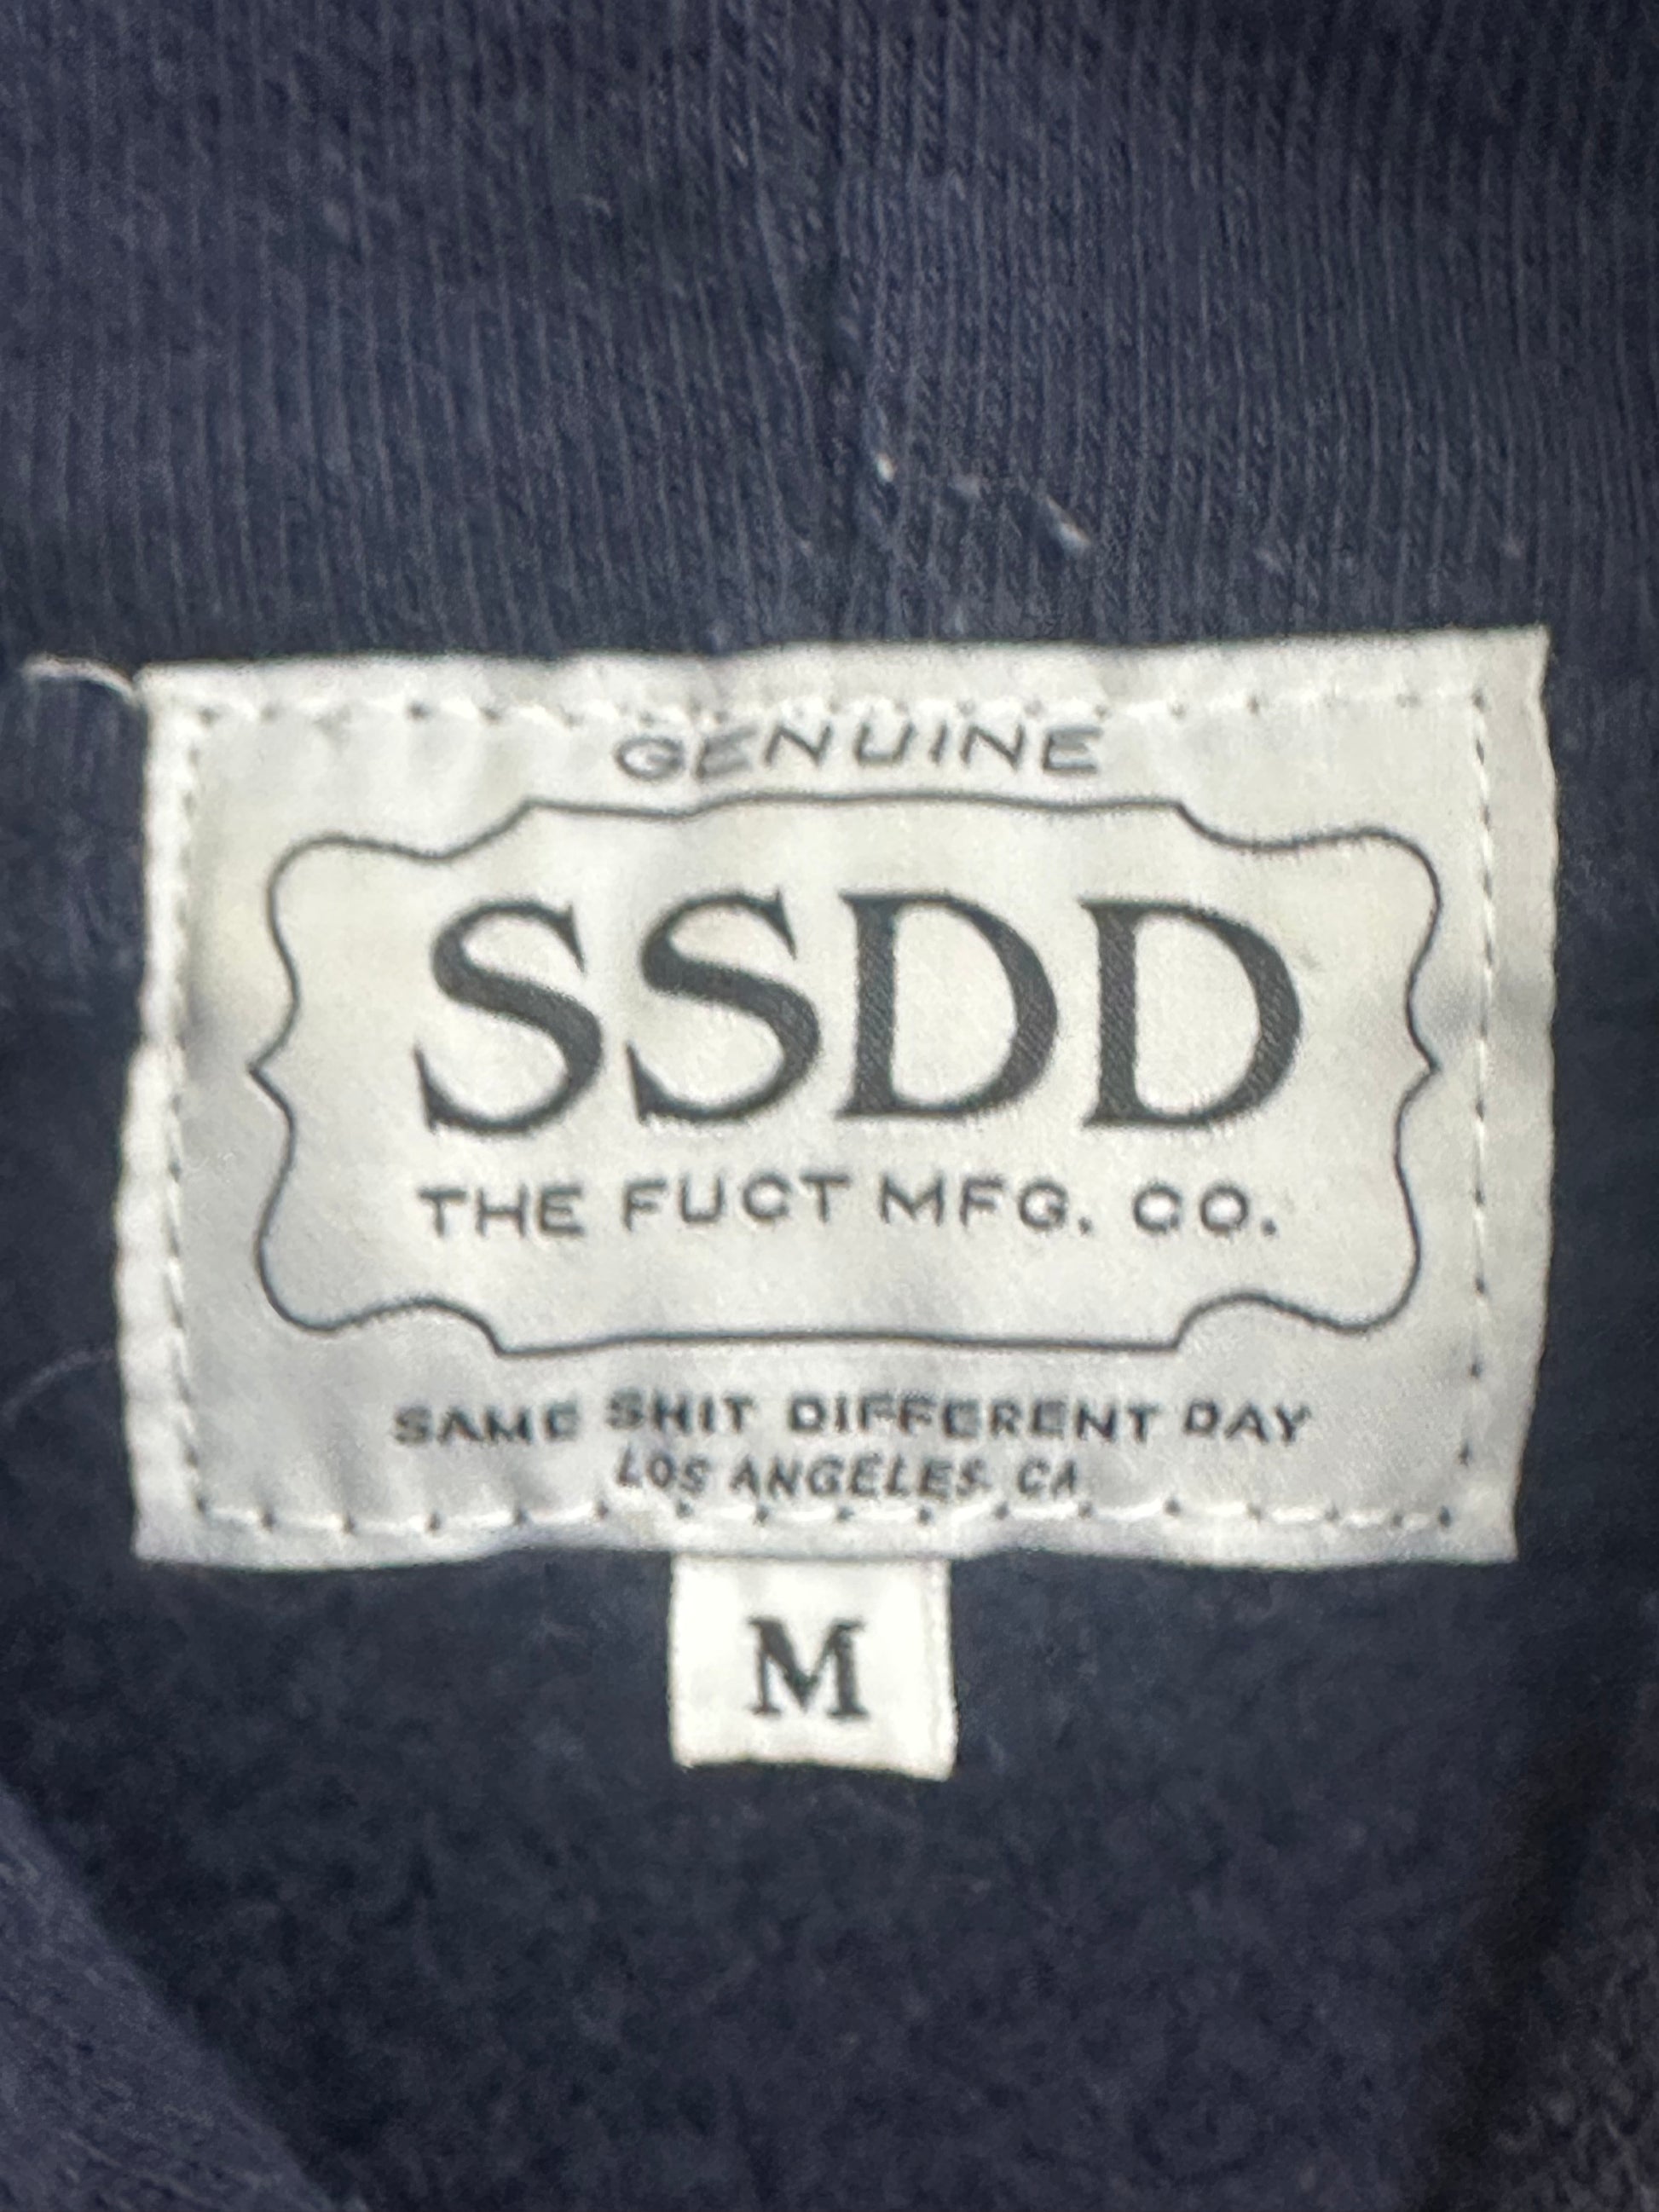 GENUINE
SSDD
THE FUCT MFG. CO.
SAME SHIT DIFFERENT DAY
LOS ANGELES. CA
M